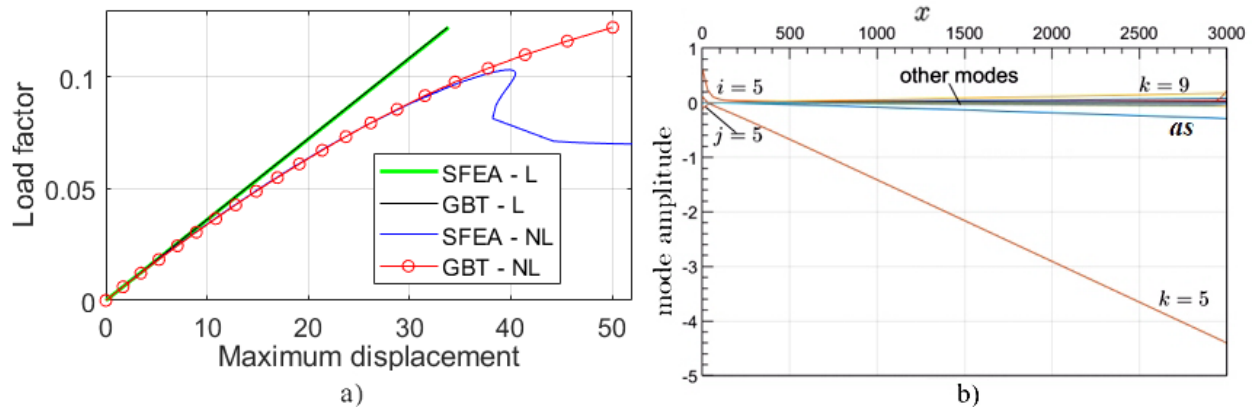 0.1
0.05
0
Load factor
0 10 20 30 40 50
Maximum displacement
SFEA - L
GBT - L
SFEA - NL
GBT - NL
a)
x
0 500 1000 1500 2000 2500 3000
1
0
-1
-2
-3
-4
-5
mode amplitude
other modes
i = 5
k = 9
j = 5
as
k = 5
b)